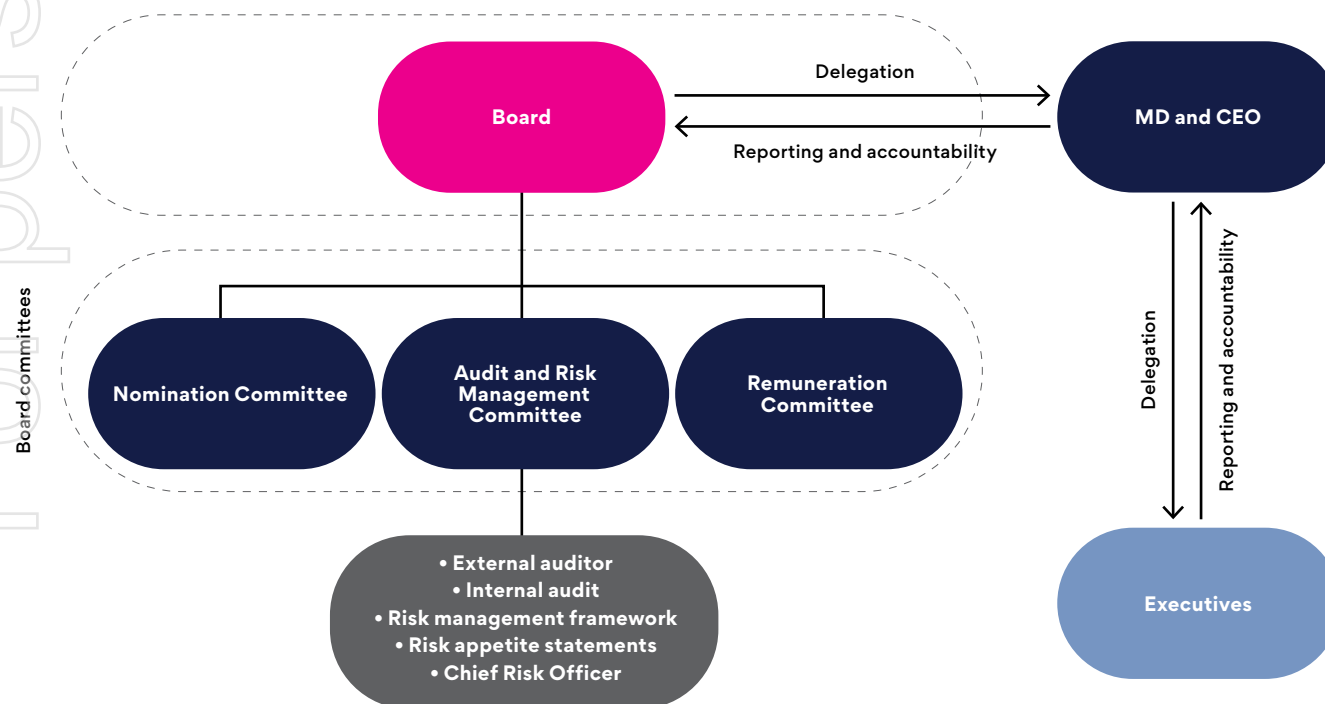 Delegation
Board
MD and CEO
Reporting and accountability
Board committees
Nomination Committee
Audit and Risk
Management
Committee
Remuneration
Committee
Delegation
Reporting and accountability
• External auditor
• Internal audit
• Risk management framework
• Risk appetite statements
• Chief Risk Officer
Executives